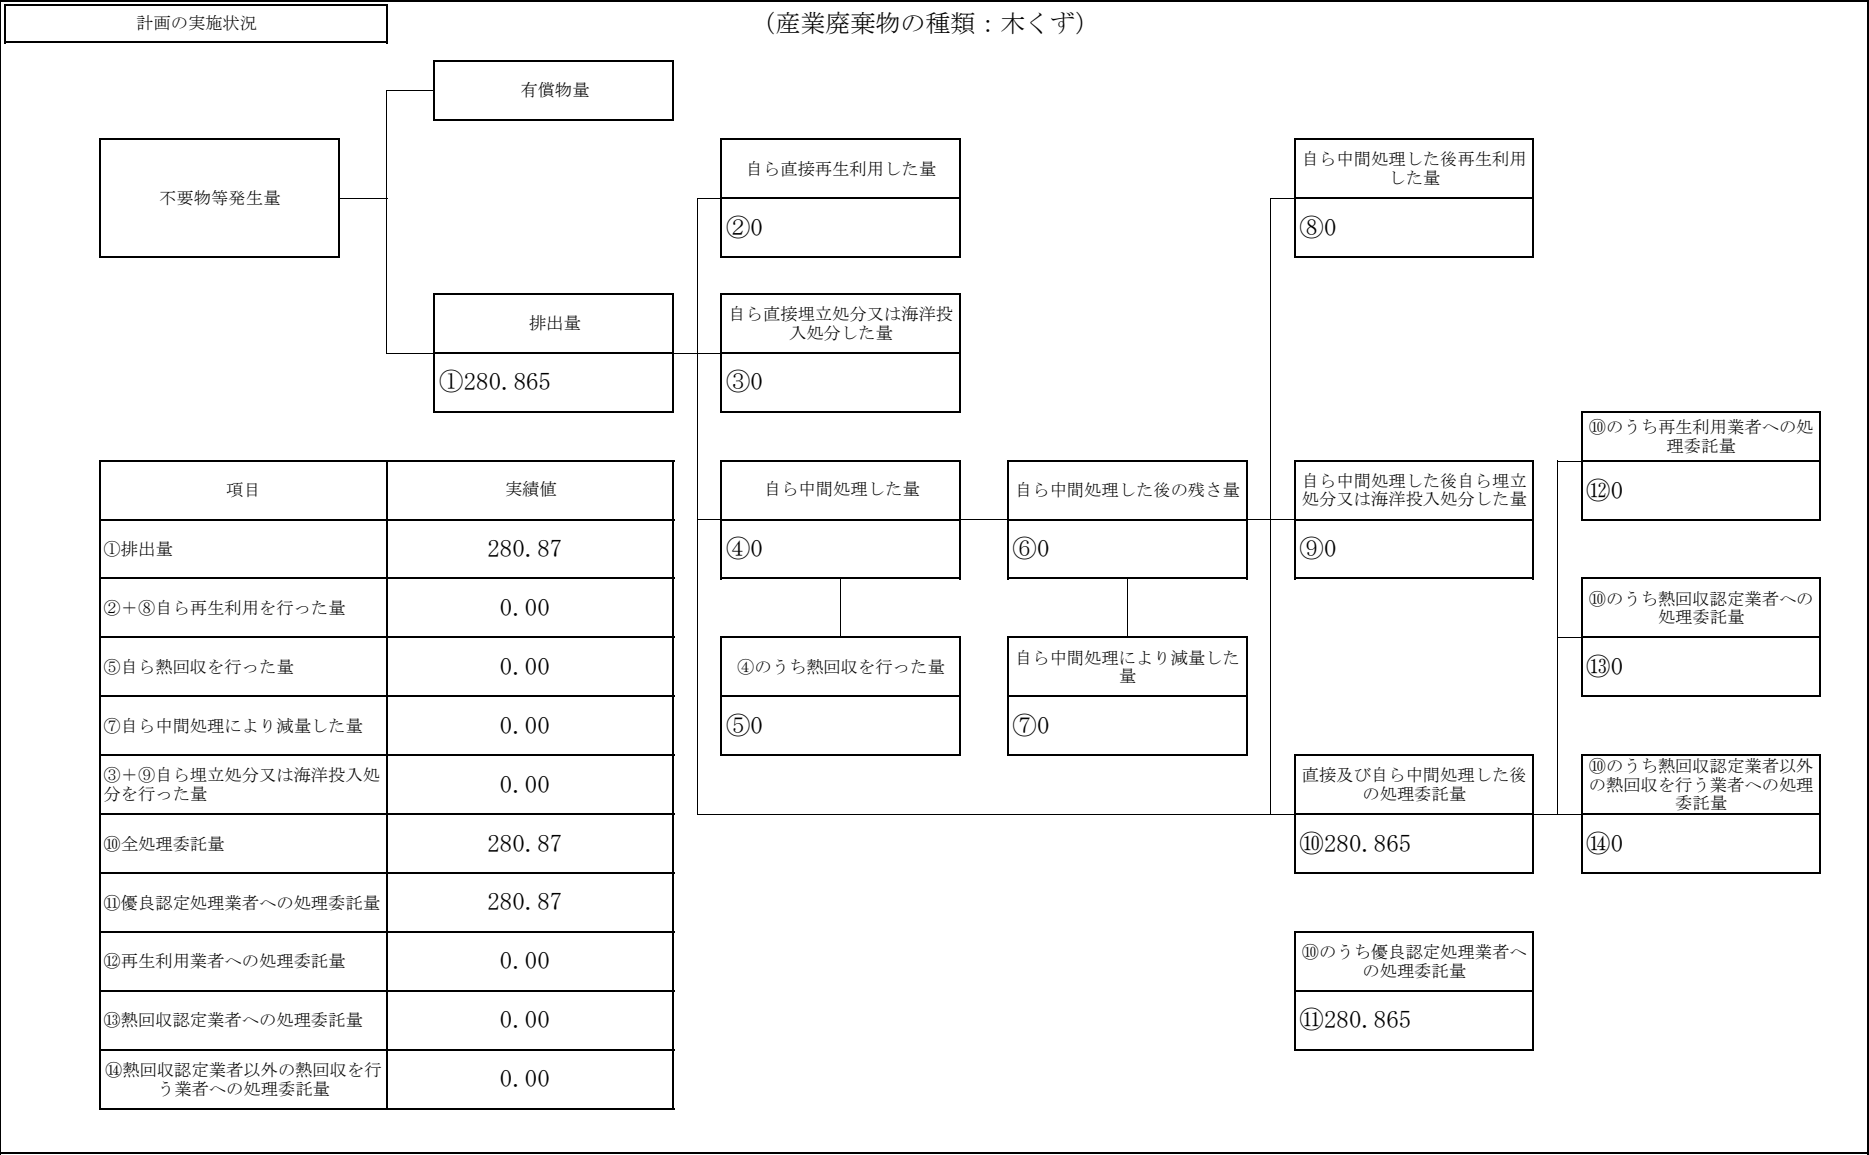 計画の実施状況
（産業廃棄物の種類：木くず）
有償物量
不要物等発生量
自ら直接再生利用した量
②0
自ら中間処理した後再生利用
した量
⑧0
排出量
①280.865
自ら直接埋立処分又は海洋投
入処分した量
③0
⑩のうち再生利用業者への処
理委託量
⑫0
自ら中間処理した量
④0
自ら中間処理した後の残さ量
⑥0
自ら中間処理した後自ら埋立
処分又は海洋投入処分した量
⑨0
⑩のうち熱回収認定業者への
処理委託量
⑬0
④のうち熱回収を行った量
⑤0
自ら中間処理により減量した
量
⑦0
直接及び自ら中間処理した後
の処理委託量
⑩280.865
⑩のうち熱回収認定業者以外
の熱回収を行う業者への処理
委託量
⑭0
⑩のうち優良認定処理業者へ
の処理委託量
⑪280.865
項目 実績値
①排出量 280.87
②＋⑧自ら再生利用を行った量 0.00
⑤自ら熱回収を行った量 0.00
⑦自ら中間処理により減量した量 0.00
③＋⑨自ら埋立処分又は海洋投入処
分を行った量 0.00
⑩全処理委託量 280.87
⑪優良認定処理業者への処理委託量 280.87
⑫再生利用業者への処理委託量 0.00
⑬熱回収認定業者への処理委託量 0.00
⑭熱回収認定業者以外の熱回収を行
う業者への処理委託量 0.00